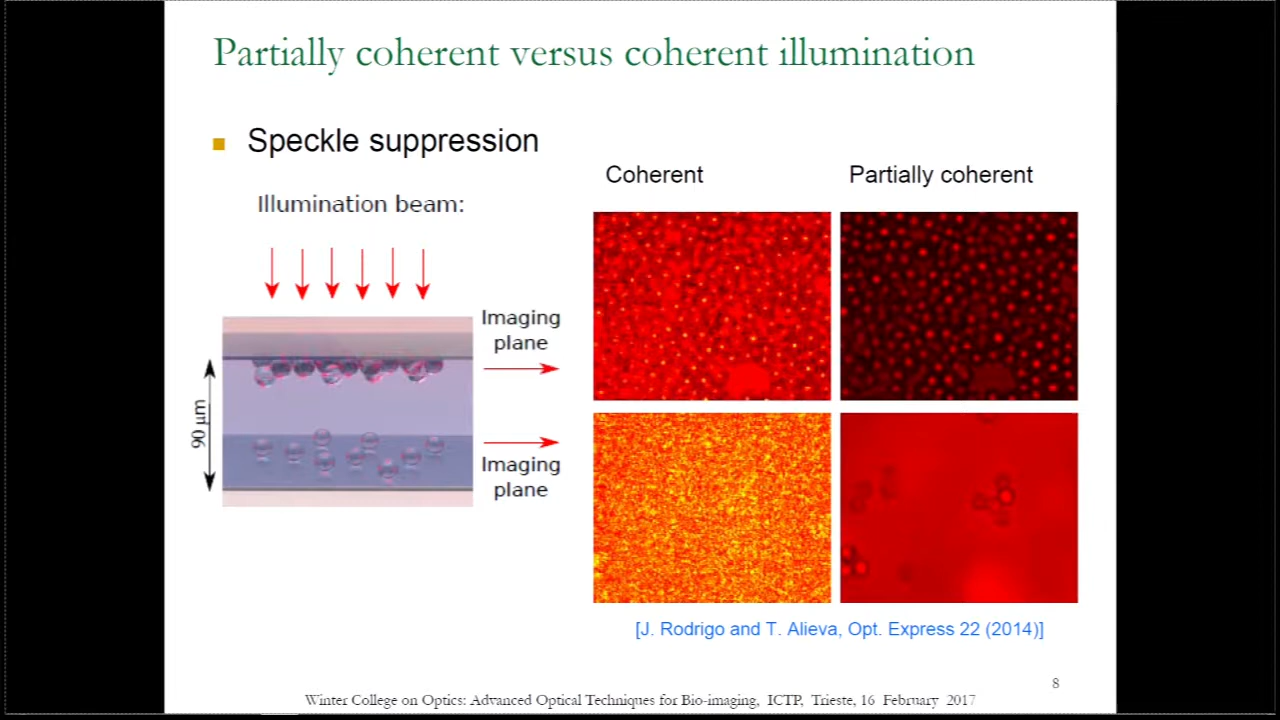 Partially coherent versus coherent illumination
Speckle suppression
Illumination beam:
Imaging
plane
90 µm
Imaging
plane
Coherent
Partially coherent
[J. Rodrigo and T. Alieva, Opt. Express 22 (2014)]
8
Winter College on Optics: Advanced Optical Techniques for Bio-imaging, ICTP, Trieste, 16 February 2017